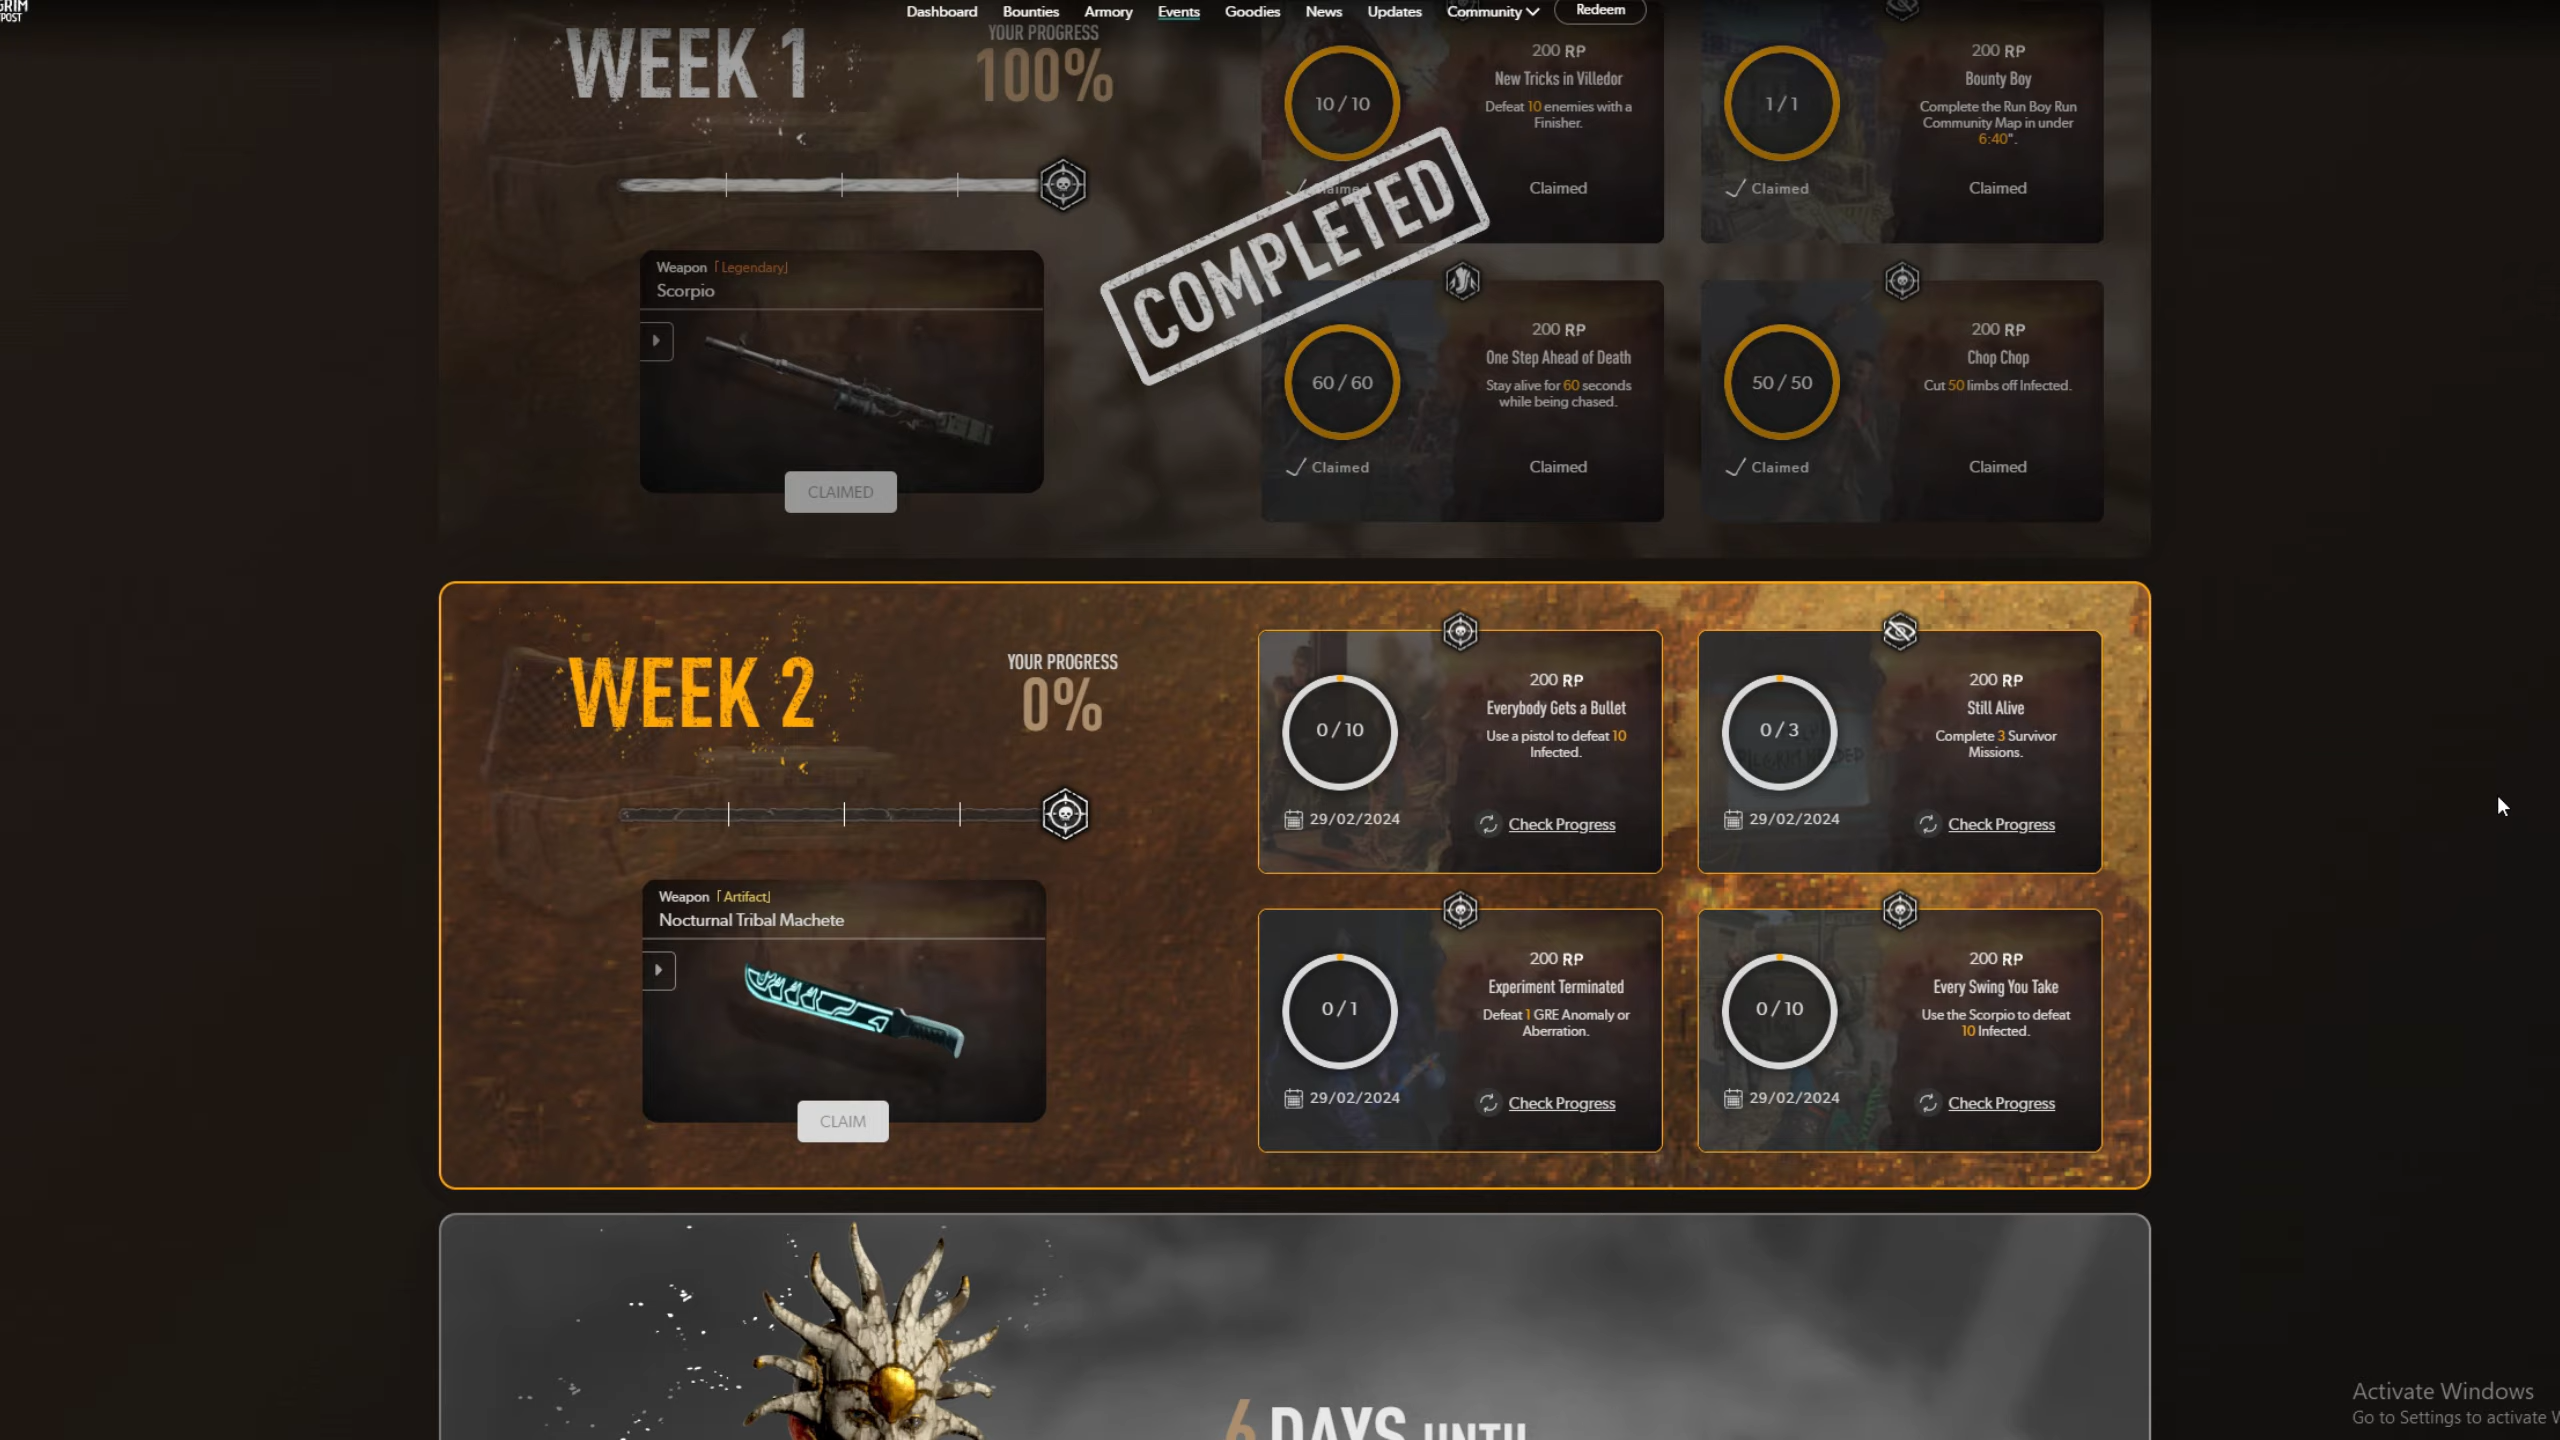 GRIM
POST
Dashboard
Bounties
Armory
Events
Goodies
News
Updates
Community
Redeem
WEEK 1
YOUR PROGRESS
100%
Weapon「Legendary」
Scorpio
CLAIMED
COMPLETED
10 / 10
200 RP
New Tricks in Villedor
Defeat 10 enemies with a
Finisher.
Claimed
Claimed
1 / 1
200 RP
Bounty Boy
Complete the Run Boy Run
Community Map in under
6:40".
Claimed
Claimed
60 / 60
200 RP
One Step Ahead of Death
Stay alive for 60 seconds
while being chased.
Claimed
Claimed
50 / 50
200 RP
Chop Chop
Cut 50 limbs off Infected.
Claimed
Claimed
WEEK 2
YOUR PROGRESS
0%
Weapon「Artifact」
Nocturnal Tribal Machete
CLAIM
0 / 10
200 RP
Everybody Gets a Bullet
Use a pistol to defeat 10
Infected.
29/02/2024
Check Progress
0 / 3
200 RP
Still Alive
Complete 3 Survivor
Missions.
29/02/2024
Check Progress
0 / 1
200 RP
Experiment Terminated
Defeat 1 GRE Anomaly or
Aberration.
29/02/2024
Check Progress
0 / 10
200 RP
Every Swing You Take
Use the Scorpio to defeat
10 Infected.
29/02/2024
Check Progress
6 DAYS UNTIL
Activate Windows
Go to Settings to activate W